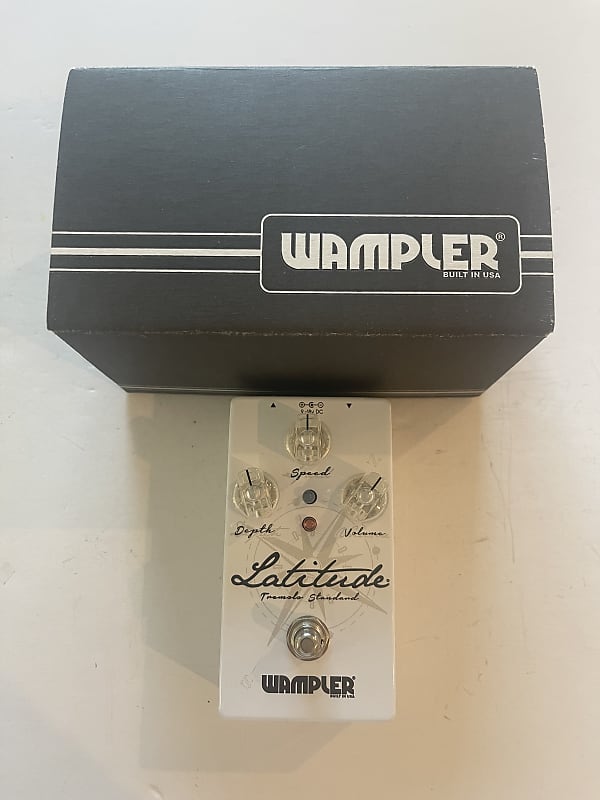 WAMPLER®
BUILT IN USA
9-18V DC
Speed
Depth
Volume
Latitude
Tremolo Standard
WAMPLER
BUILT IN USA